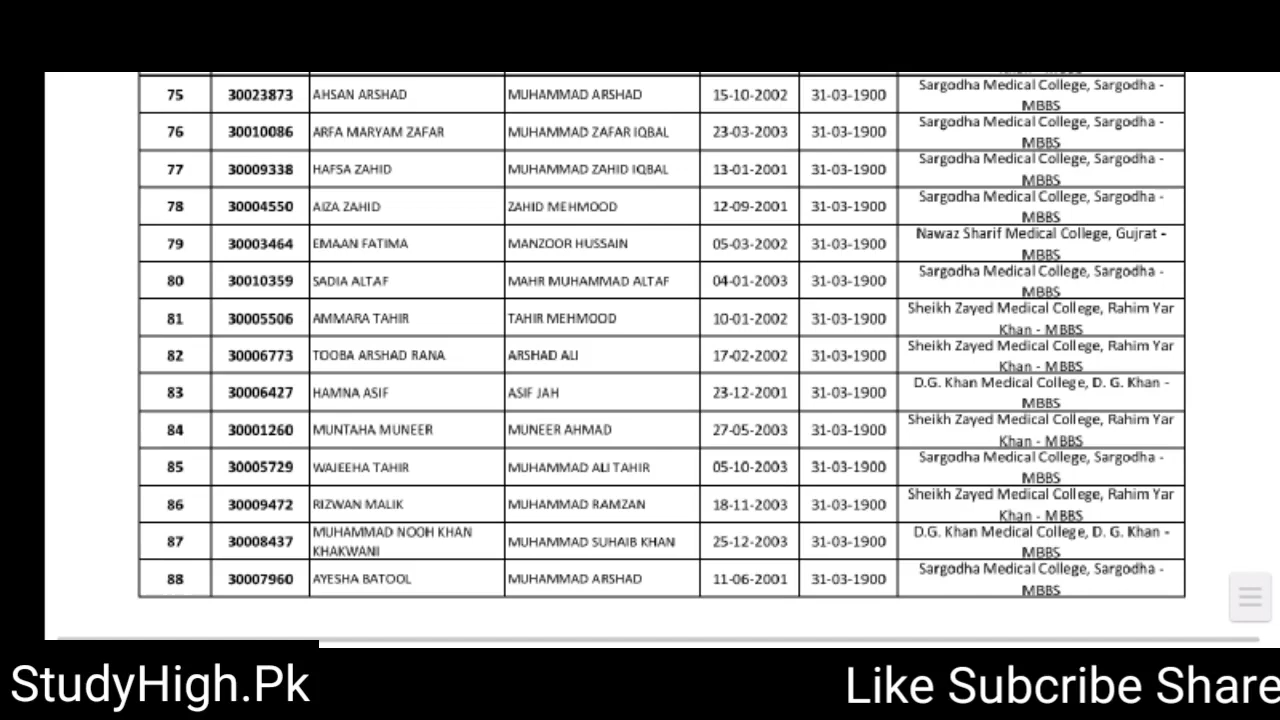 75 30023873 AHSAN ARSHAD MUHAMMAD ARSHAD 15-10-2002 31-03-1900 Sargodha Medical College, Sargodha -
MBBS
76 30010086 ARFA MARYAM ZAFAR MUHAMMAD ZAFAR IQBAL 23-03-2003 31-03-1900 Sargodha Medical College, Sargodha -
MBBS
77 30009338 HAFSA ZAHID MUHAMMAD ZAHID IQBAL 13-01-2001 31-03-1900 Sargodha Medical College, Sargodha -
MBBS
78 30004550 AIZA ZAHID ZAHID MEHMOOD 12-09-2001 31-03-1900 Sargodha Medical College, Sargodha -
MBBS
79 30003464 EMAAN FATIMA MANZOOR HUSSAIN 05-03-2002 31-03-1900 Nawaz Sharif Medical College, Gujrat -
MBBS
80 30010359 SADIA ALTAF MAHR MUHAMMAD ALTAF 04-01-2003 31-03-1900 Sargodha Medical College, Sargodha -
MBBS
81 30005506 AMMARA TAHIR TAHIR MEHMOOD 10-01-2002 31-03-1900 Sheikh Zayed Medical College, Rahim Yar
Khan - MBBS
82 30006773 TOOBA ARSHAD RANA ARSHAD ALI 17-02-2002 31-03-1900 Sheikh Zayed Medical College, Rahim Yar
Khan - MBBS
83 30006427 HAMNA ASIF ASIF JAH 23-12-2001 31-03-1900 D.G. Khan Medical College, D. G. Khan -
MBBS
84 30001260 MUNTAHA MUNEER MUNEER AHMAD 27-05-2003 31-03-1900 Sheikh Zayed Medical College, Rahim Yar
Khan - MBBS
85 30005729 WAJEEHA TAHIR MUHAMMAD ALI TAHIR 05-10-2003 31-03-1900 Sargodha Medical College, Sargodha -
MBBS
86 30009472 RIZWAN MALIK MUHAMMAD RAMZAN 18-11-2003 31-03-1900 Sheikh Zayed Medical College, Rahim Yar
Khan - MBBS
87 30008437 MUHAMMAD NOOH KHAN MUHAMMAD SUHAIB KHAN 25-12-2003 31-03-1900 D.G. Khan Medical College, D. G. Khan -
KHAKWANI MBBS
88 30007960 AYESHA BATOOL MUHAMMAD ARSHAD 11-06-2001 31-03-1900 Sargodha Medical College, Sargodha -
MBBS
StudyHigh.Pk Like Subcribe Share